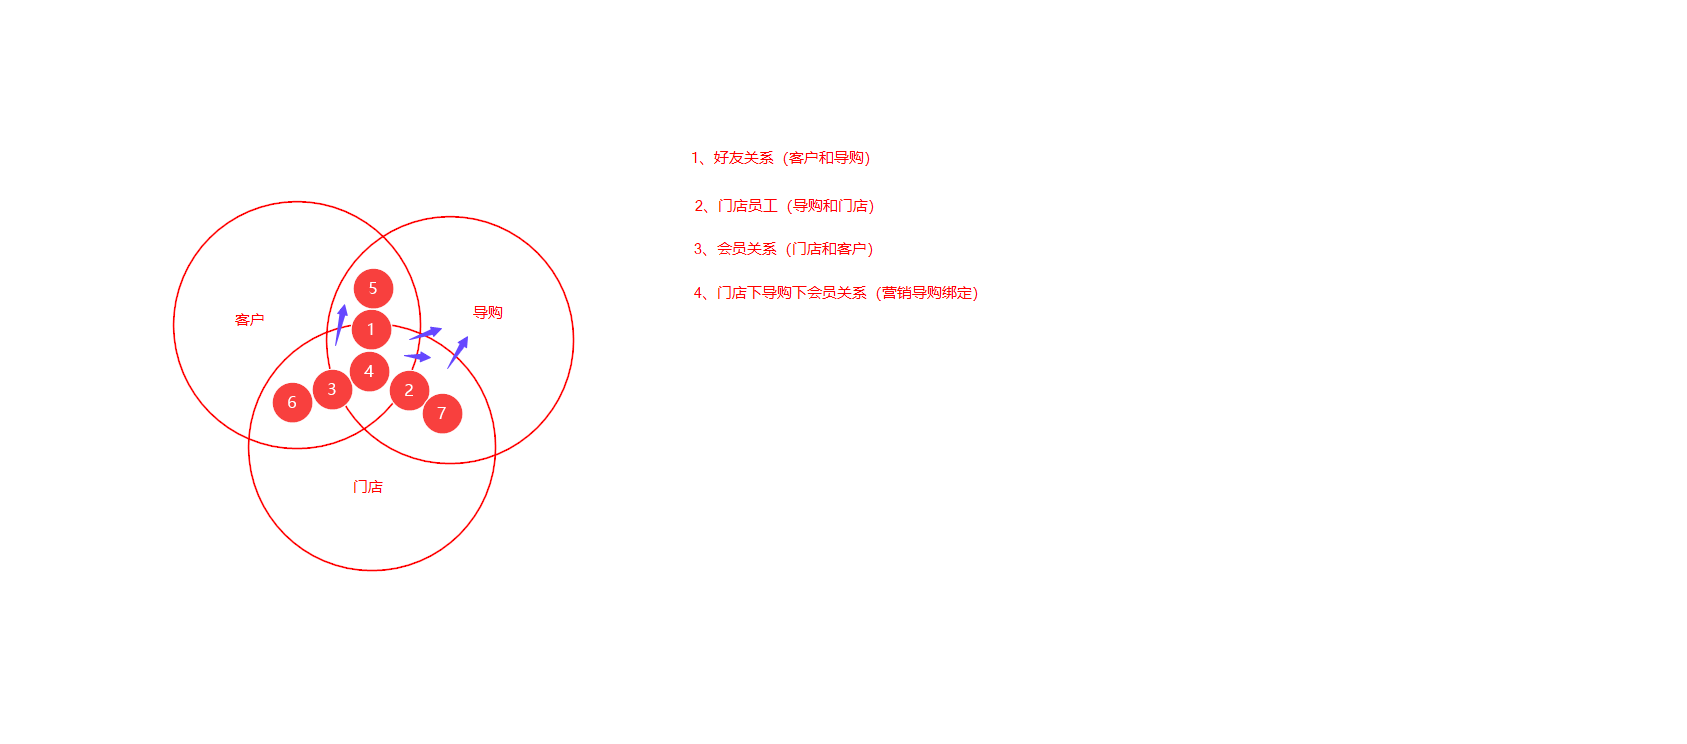 1、好友关系（客户和导购）
2、门店员工（导购和门店）
3、会员关系（门店和客户）
4、门店下导购下会员关系（营销导购绑定）
5
客户
导购
1
4
3
2
6
7
门店